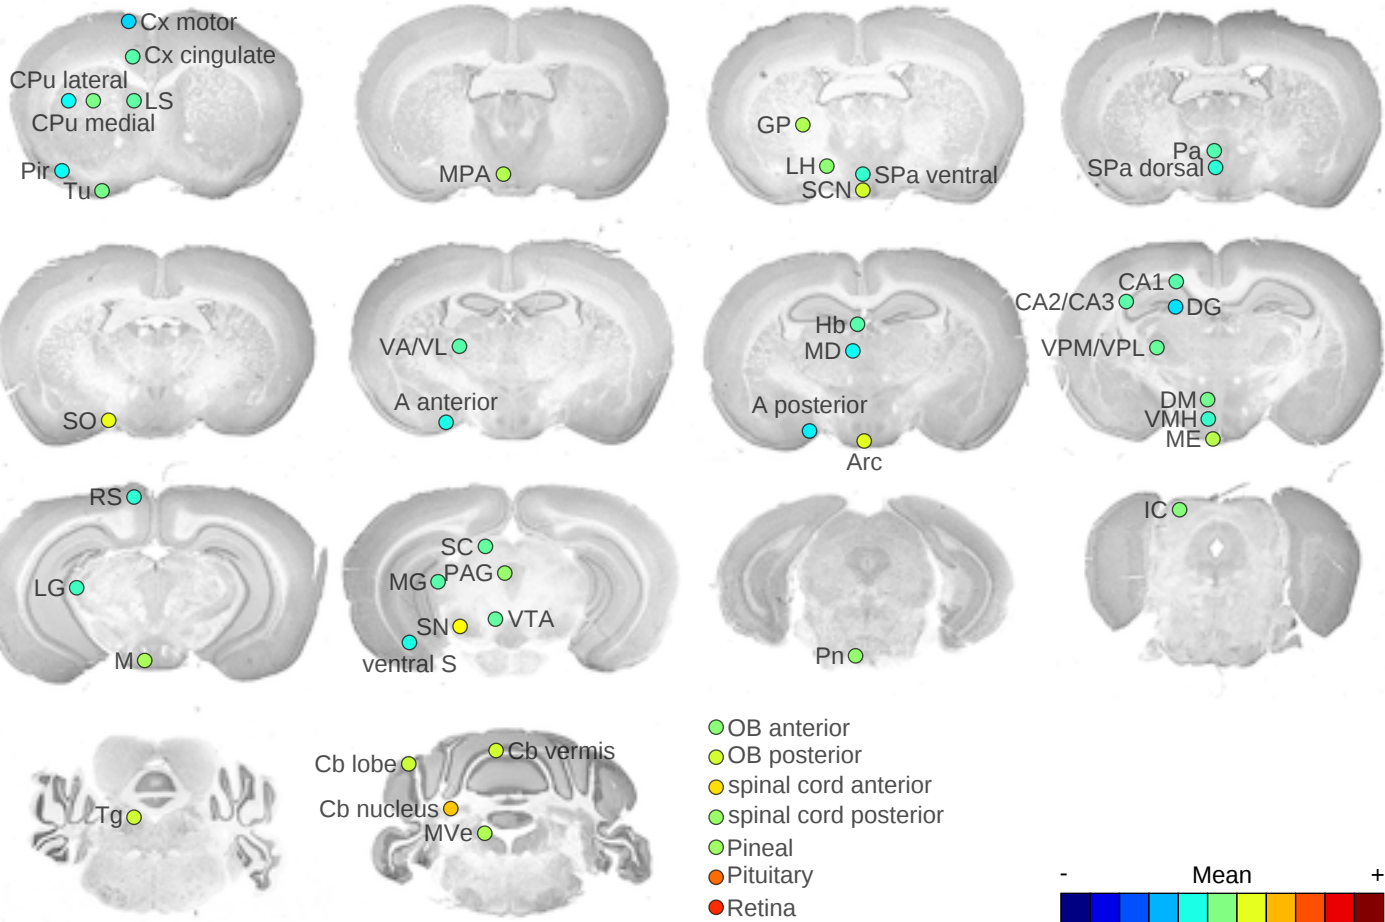 Cx motor
Cx cingulate
CPu lateral
LS
CPu medial
Pir
Tu
MPA
GP
LH
SPa ventral
SCN
Pa
SPa dorsal
SO
VA/VL
A anterior
Hb
MD
A posterior
Arc
CA1
CA2/CA3
DG
VPM/VPL
DM
VMH
ME
RS
LG
M
SC
MG
PAG
SN
VTA
ventral S
Pn
IC
Tg
Cb lobe
Cb vermis
Cb nucleus
MVe
OB anterior
OB posterior
spinal cord anterior
spinal cord posterior
Pineal
Pituitary
Retina
- Mean +